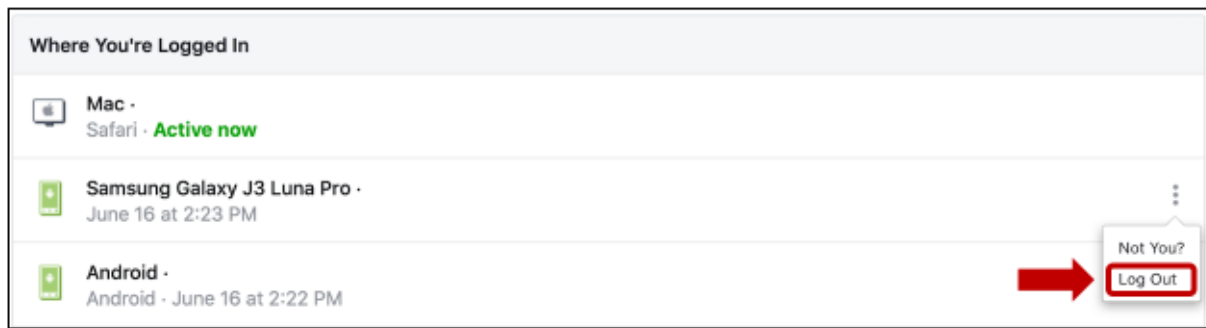 Where You're Logged In
Mac ·
Safari · Active now
Samsung Galaxy J3 Luna Pro ·
June 16 at 2:23 PM
Not You?
Android ·
Log Out
Android · June 16 at 2:22 PM